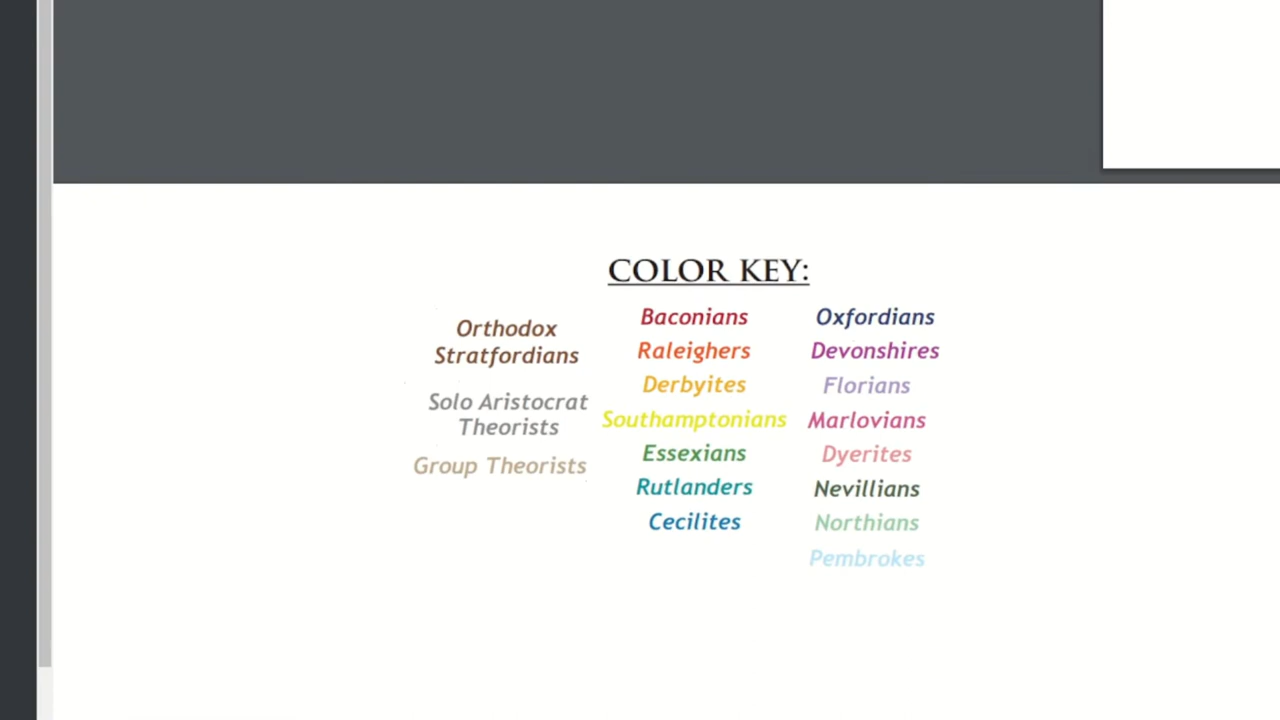 COLOR KEY:
Orthodox
Stratfordians
Solo Aristocrat
Theorists
Group Theorists
Baconians
Raleighers
Derbyites
Southamptonians
Essexians
Rutlanders
Cecilites
Oxfordians
Devonshires
Florians
Marlovians
Dyerites
Nevillians
Northians
Pembrokes